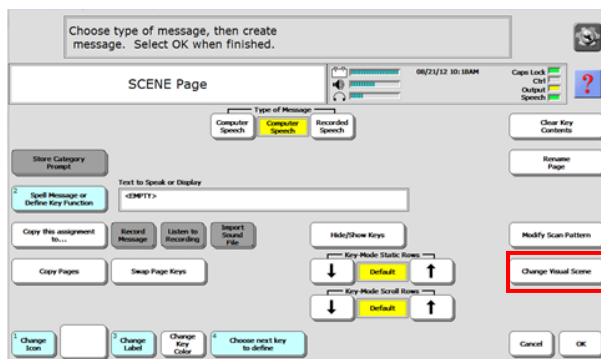 Choose type of message, then create
message. Select OK when finished.
SCENE Page
08/21/12 10:18AM
Caps Lock
Ctrl
Output
Speech
?
Type of Message
Computer
Speech
Computer
Speech
Recorded
Speech
Clear Key
Contents
Store Category
Prompt
Rename
Page
2
Spell Message or
Define Key Function
Text to Speak or Display
<EMPTY>
Copy this assignment
to...
Record
Message
Listen to
Recording
Import
Sound
File
Hide/Show Keys
Modify Scan Pattern
Key-Mode Static Rows
Copy Pages
Swap Page Keys
Default
Change Visual Scene
Key-Mode Scroll Rows
Default
1
Change
Icon
3
Change
Label
Change
Key
Color
4
Choose next key
to define
Cancel
OK